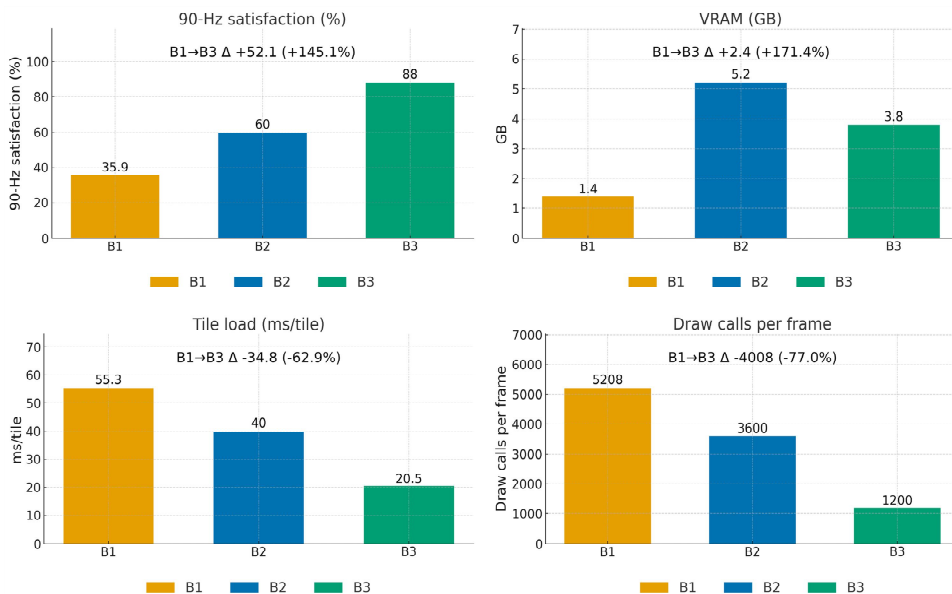 90-Hz satisfaction (%)
B1→B3 Δ +52.1 (+145.1%)
90-Hz satisfaction (%)
100
80
60
40
20
0
35.9
60
88
B1
B2
B3
B1 B2 B3
VRAM (GB)
B1→B3 Δ +2.4 (+171.4%)
GB
7
6
5
4
3
2
1
0
1.4
5.2
3.8
B1
B2
B3
B1 B2 B3
Tile load (ms/tile)
B1→B3 Δ -34.8 (-62.9%)
ms/tile
70
60
50
40
30
20
10
0
55.3
40
20.5
B1
B2
B3
B1 B2 B3
Draw calls per frame
B1→B3 Δ -4008 (-77.0%)
Draw calls per frame
7000
6000
5000
4000
3000
2000
1000
0
5208
3600
1200
B1
B2
B3
B1 B2 B3